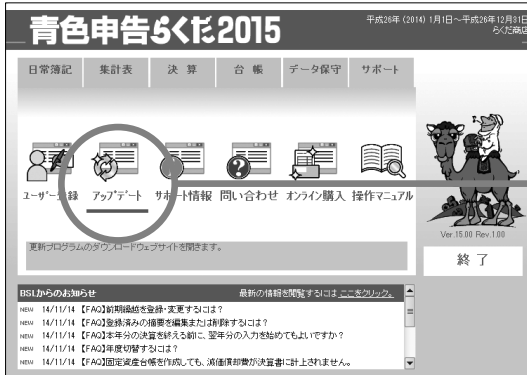 青色申告らくだ2015
平成26年(2014)1月1日～平成26年12月31日
らくだ商店
日常簿記 集計表 決 算 台 帳 データ保守 サポート
ユーザー登録 アップデート サポート情報 問い合わせ オンライン購入 操作マニュアル
更新プログラムのダウンロードウェブサイトを開きます。
Ver.15.00 Rev.1.00
終 了
BSLからのお知らせ 最新の情報を閲覧するには ここをクリック。
NEW 14/11/14 【FAQ】前期繰越を登録・変更するには？
NEW 14/11/14 【FAQ】登録済みの摘要を編集または削除するには？
NEW 14/11/14 【FAQ】本年分の決算を終える前に、翌年分の入力を始めてもよいですか？
NEW 14/11/14 【FAQ】年度切替するには？
NEW 14/11/14 【FAQ】固定資産台帳を作成しても、減価償却費が決算書に計上されません。